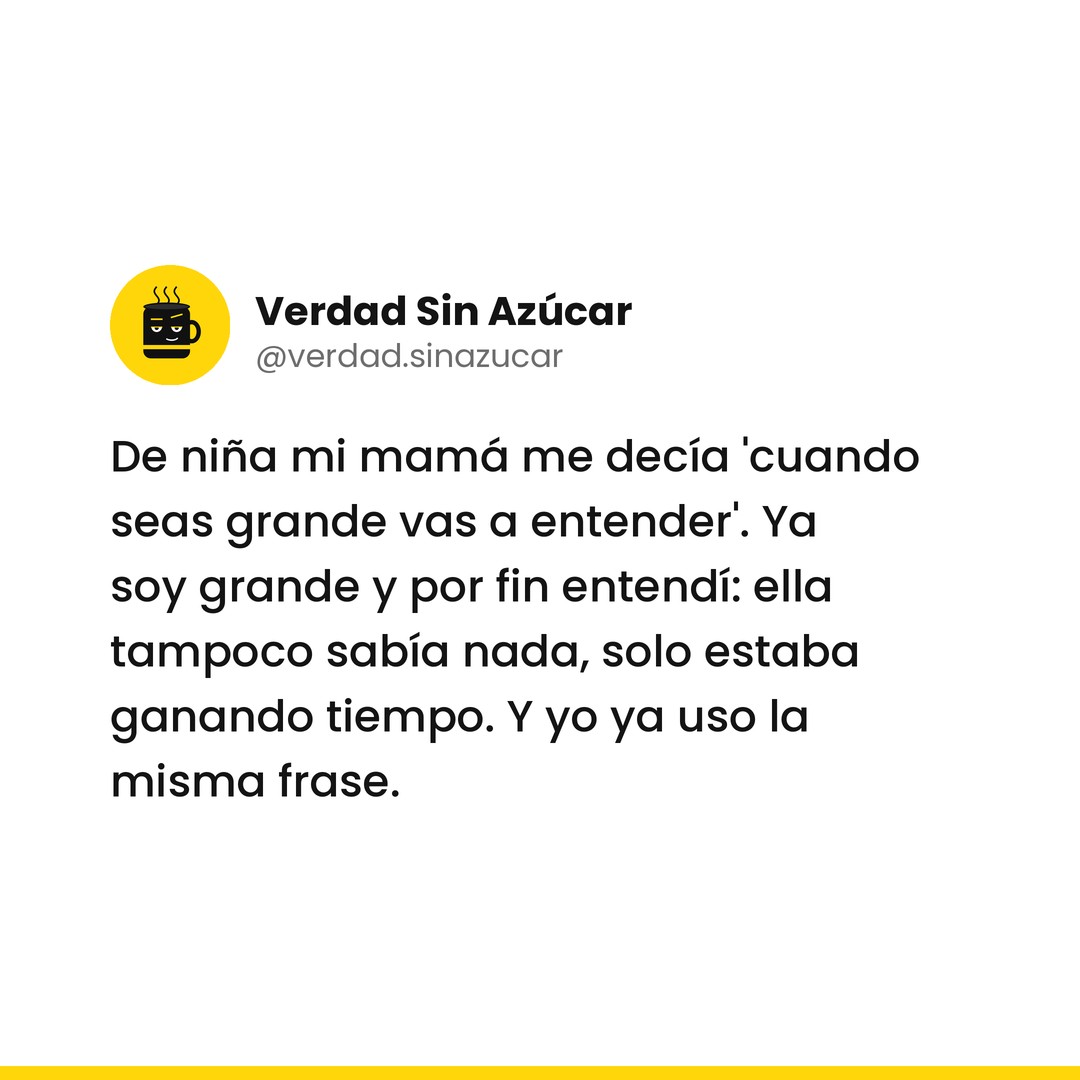 Verdad Sin Azúcar
@verdad.sinazucar
De niña mi mamá me decía 'cuando
seas grande vas a entender'. Ya
soy grande y por fin entendí: ella
tampoco sabía nada, solo estaba
ganando tiempo. Y yo ya uso la
misma frase.